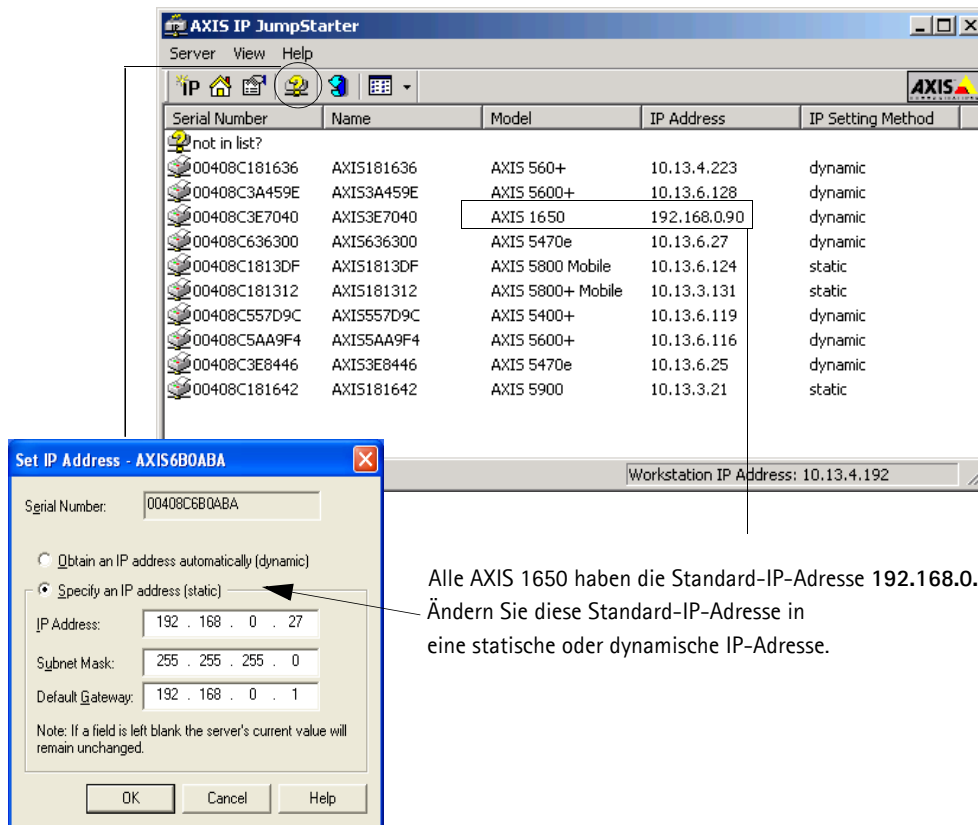 AXIS IP JumpStarter
Server View Help
IP
AXIS
Serial Number Name Model IP Address IP Setting Method
not in list?
00408C181636 AXIS181636 AXIS 560+ 10.13.4.223 dynamic
00408C3A459E AXIS3A459E AXIS 5600+ 10.13.6.128 dynamic
00408C3E7040 AXIS3E7040 AXIS 1650 192.168.0.90 dynamic
00408C636300 AXIS636300 AXIS 5470e 10.13.6.27 dynamic
00408C1813DF AXIS1813DF AXIS 5800 Mobile 10.13.6.124 static
00408C181312 AXIS181312 AXIS 5800+ Mobile 10.13.3.131 static
00408C557D9C AXIS557D9C AXIS 5400+ 10.13.6.119 dynamic
00408C5AA9F4 AXIS5AA9F4 AXIS 5600+ 10.13.6.116 dynamic
00408C3E8446 AXIS3E8446 AXIS 5470e 10.13.6.25 dynamic
00408C181642 AXIS181642 AXIS 5900 10.13.3.21 static
Workstation IP Address: 10.13.4.192
Set IP Address - AXIS6B0ABA
Serial Number: 00408C6B0ABA
Obtain an IP address automatically (dynamic)
Specify an IP address (static)
IP Address: 192 . 168 . 0 . 27
Subnet Mask: 255 . 255 . 255 . 0
Default Gateway: 192 . 168 . 0 . 1
Note: If a field is left blank the server's current value will
remain unchanged.
OK Cancel Help
Alle AXIS 1650 haben die Standard-IP-Adresse 192.168.0.
Ändern Sie diese Standard-IP-Adresse in
eine statische oder dynamische IP-Adresse.